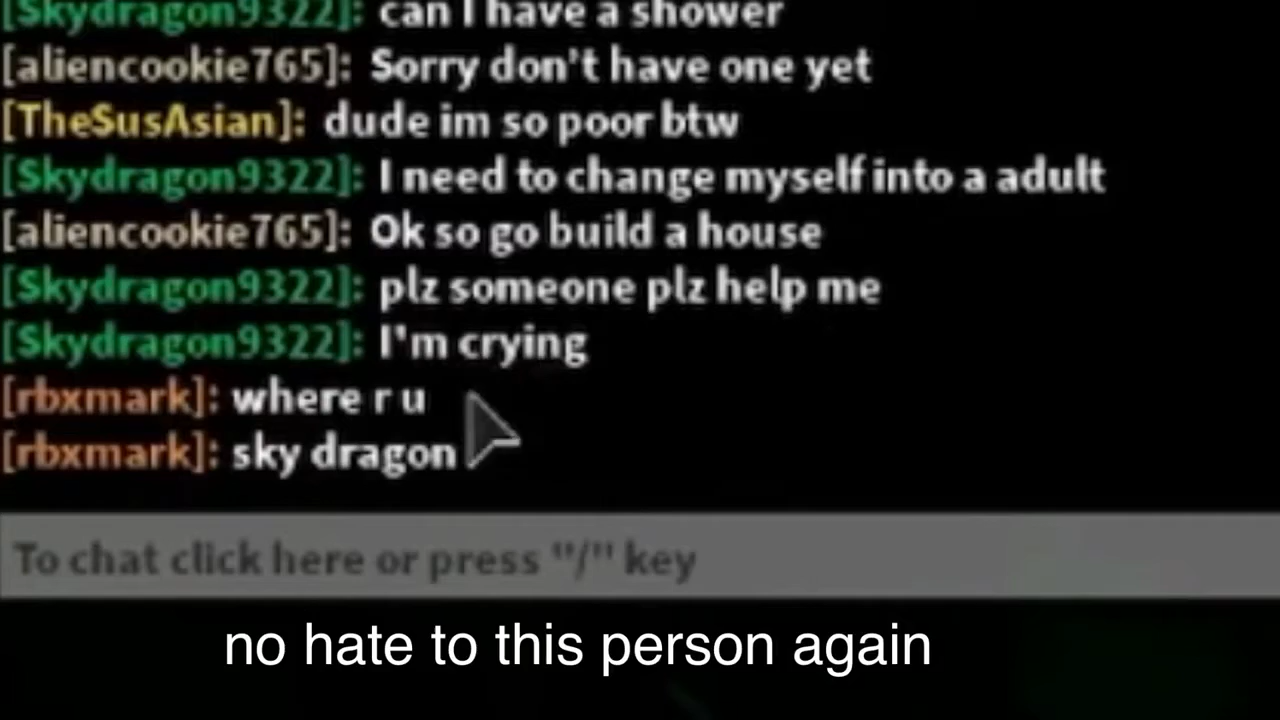 [Skydragon9322]: can I have a shower
[aliencookie765]: Sorry don't have one yet
[TheSusAsian]: dude im so poor btw
[Skydragon9322]: I need to change myself into a adult
[aliencookie765]: Ok so go build a house
[Skydragon9322]: plz someone plz help me
[Skydragon9322]: I'm crying
[rbxmark]: where r u
[rbxmark]: sky dragon
To chat click here or press "/" key
no hate to this person again